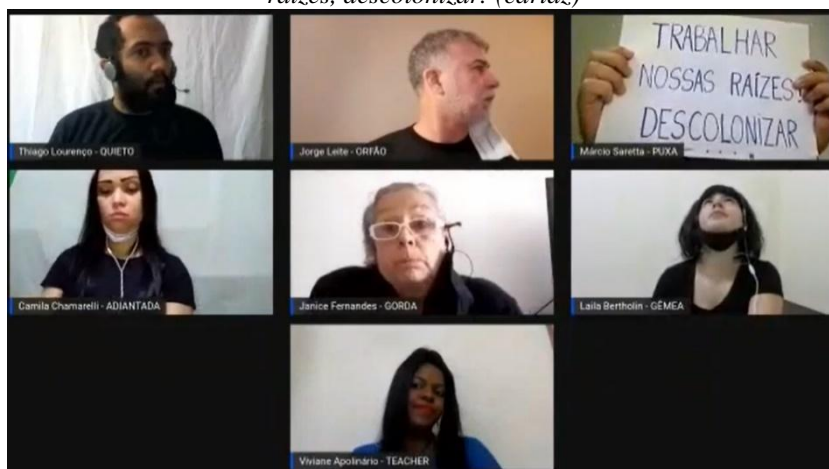 raízes, descolonizar! (cartaz)
Thiago Lourenço - QUIETO
Jorge Leite - ORFÃO
TRABALHAR
NOSSAS RAÍZES!
DESCOLONIZAR
Márcio Saretta - PUXA
Camila Chamarelli - ADIANTADA
Janice Fernandes - GORDA
Laila Bertholin - GÊMEA
Viviane Apolinário - TEACHER